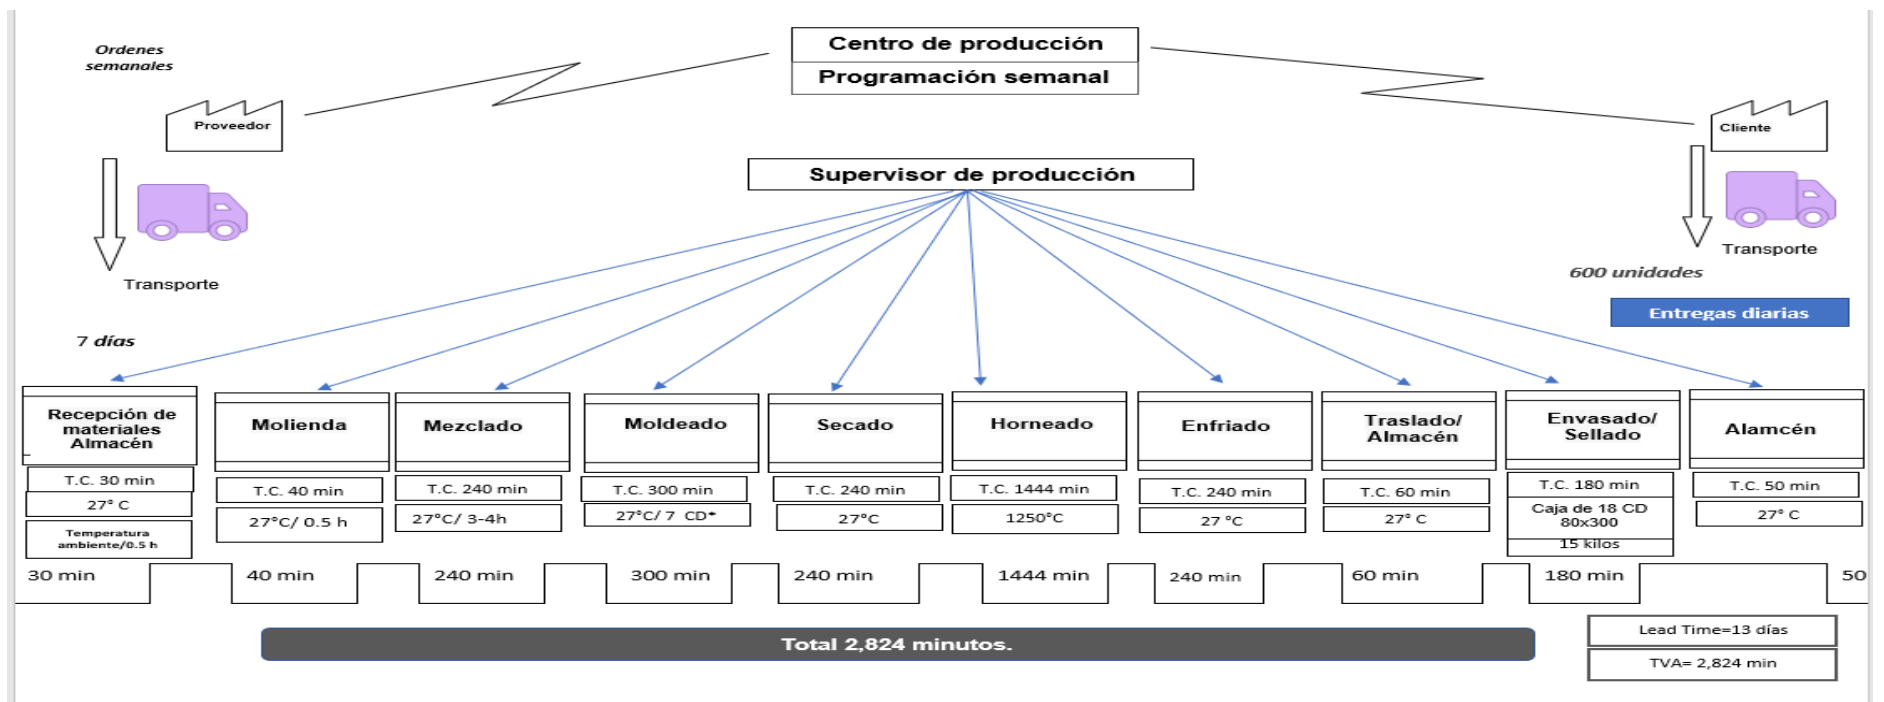 Ordenes
semanales
Centro de producción
Programación semanal
Proveedor
Cliente
Supervisor de producción
Transporte
Transporte
600 unidades
Entregas diarias
7 días
Recepción de
materiales
Almacén
T.C. 30 min
27° C
Temperatura
ambiente/0.5 h
Molienda
T.C. 40 min
27°C/ 0.5 h
Mezclado
T.C. 240 min
27°C/ 3-4h
Moldeado
T.C. 300 min
27°C/ 7 CD*
Secado
T.C. 240 min
27°C
Horneado
T.C. 1444 min
1250°C
Enfriado
T.C. 240 min
27 °C
Traslado/
Almacén
T.C. 60 min
27° C
Envasado/
Sellado
T.C. 180 min
Caja de 18 CD
80x300
15 kilos
Alamcén
T.C. 50 min
27° C
30 min
40 min
240 min
300 min
240 min
1444 min
240 min
60 min
180 min
50
Total 2,824 minutos.
Lead Time=13 días
TVA= 2,824 min